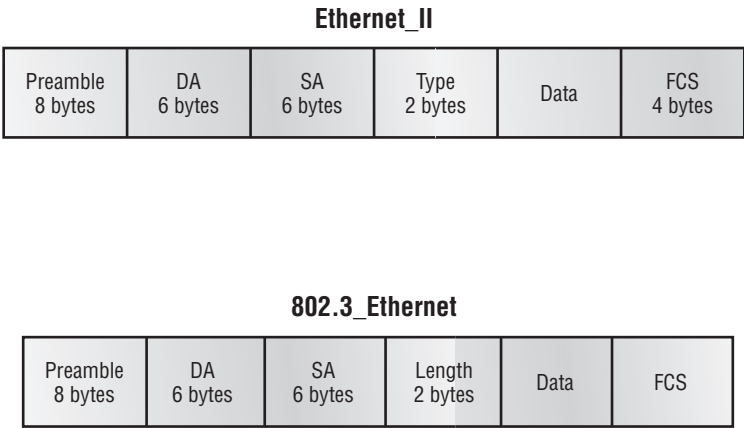 Ethernet_II
Preamble DA SA Type Data FCS
8 bytes 6 bytes 6 bytes 2 bytes 4 bytes
802.3_Ethernet
Preamble DA SA Length Data FCS
8 bytes 6 bytes 6 bytes 2 bytes